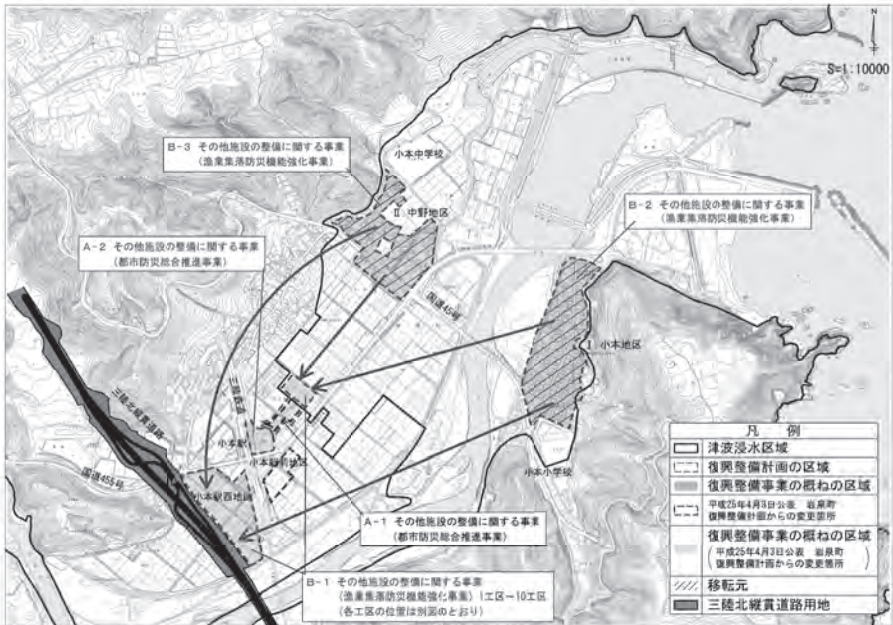 N
S=1:10000
B-3 その他施設の整備に関する事業
(漁業集落防災機能強化事業)
小本中学校
Ⅱ 中野地区
B-2 その他施設の整備に関する事業
(漁業集落防災機能強化事業)
A-2 その他施設の整備に関する事業
(都市防災総合推進事業)
国道45号
Ⅰ 小本地区
三陸鉄道
三陸北縦貫道路
小本駅
小本駅前地区
国道455号
小本駅西地区
小本小学校
A-1 その他施設の整備に関する事業
(都市防災総合推進事業)
B-1 その他施設の整備に関する事業
(漁業集落防災機能強化事業) 1工区~10工区
(各工区の位置は別図のとおり)
凡例
津波浸水区域
復興整備計画の区域
復興整備事業の概ねの区域
平成25年4月3日公表 岩泉町
復興整備計画からの変更箇所
復興整備事業の概ねの区域
(平成25年4月3日公表 岩泉町
復興整備計画からの変更箇所)
移転元
三陸北縦貫道路用地